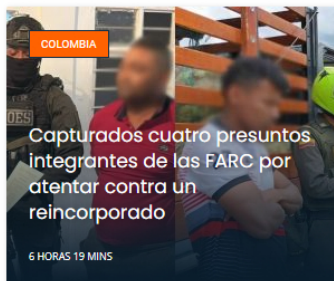 COLOMBIA
Capturados cuatro presuntos
integrantes de las FARC por
atentar contra un
reincorporado
6 HORAS 19 MINS